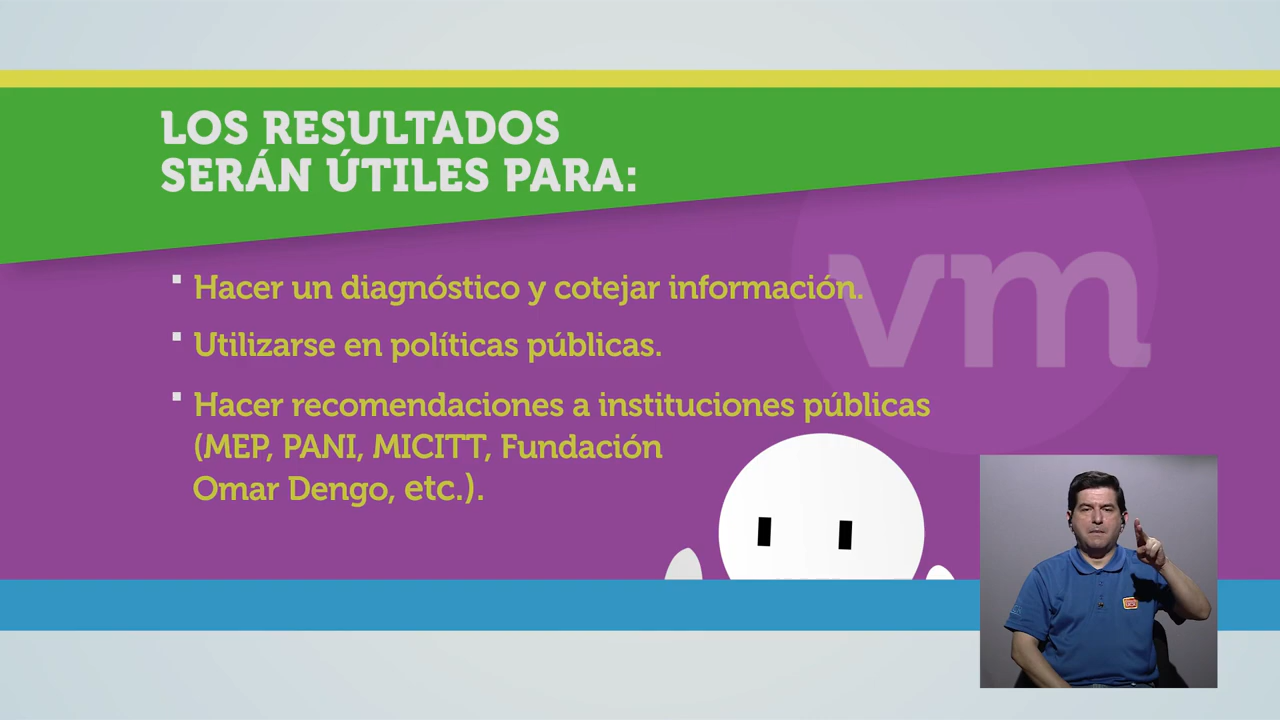 LOS RESULTADOS
SERÁN ÚTILES PARA:
vm
Hacer un diagnóstico y cotejar información.
Utilizarse en políticas públicas.
Hacer recomendaciones a instituciones públicas
(MEP, PANI, MICITT, Fundación
Omar Dengo, etc.).